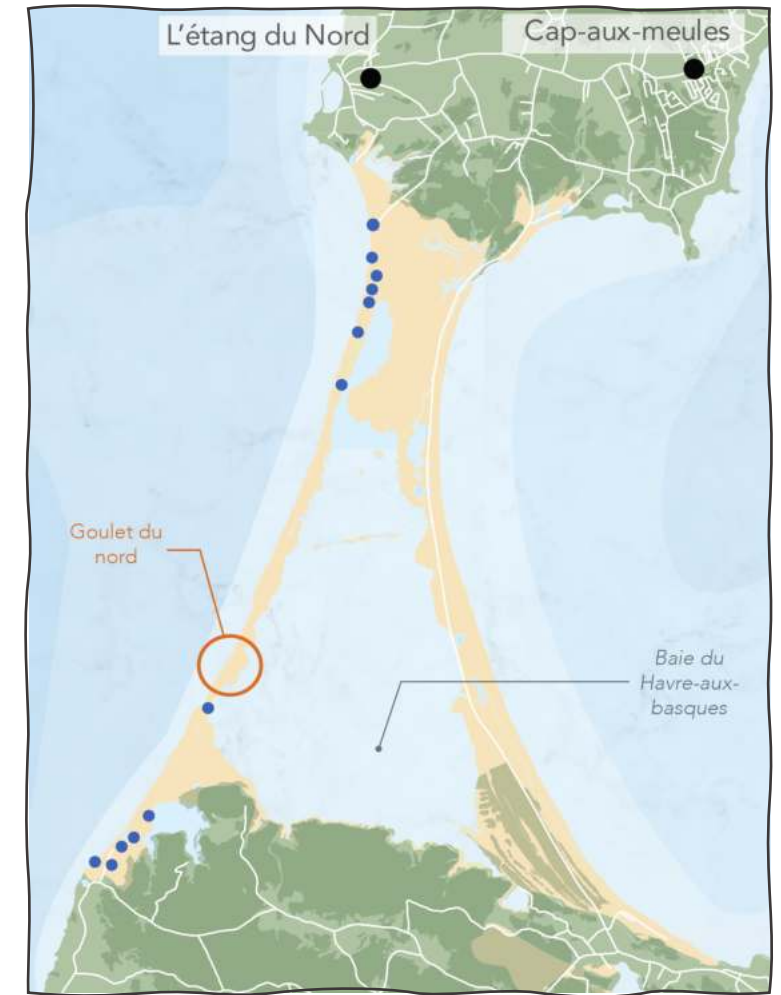 L'étang du Nord
Cap-aux-meules
Goulet du
nord
Baie du
Havre-aux-
basques